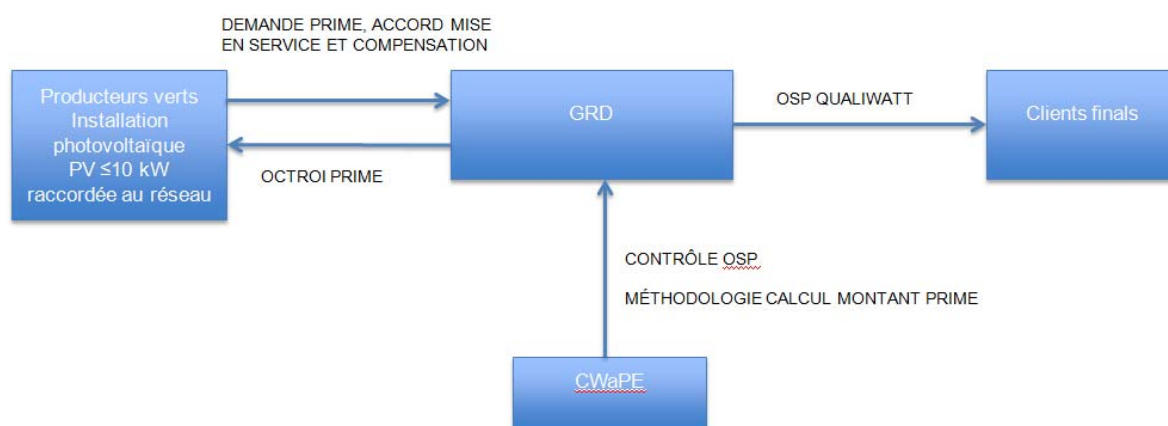 DEMANDE PRIME, ACCORD MISE
EN SERVICE ET COMPENSATION
Producteurs verts
Installation
photovoltaïque
PV ≤10 kW
raccordée au réseau
OCTROI PRIME
GRD
OSP QUALIWATT
Clients finals
CONTRÔLE OSP
MÉTHODOLOGIE CALCUL MONTANT PRIME
CWaPE